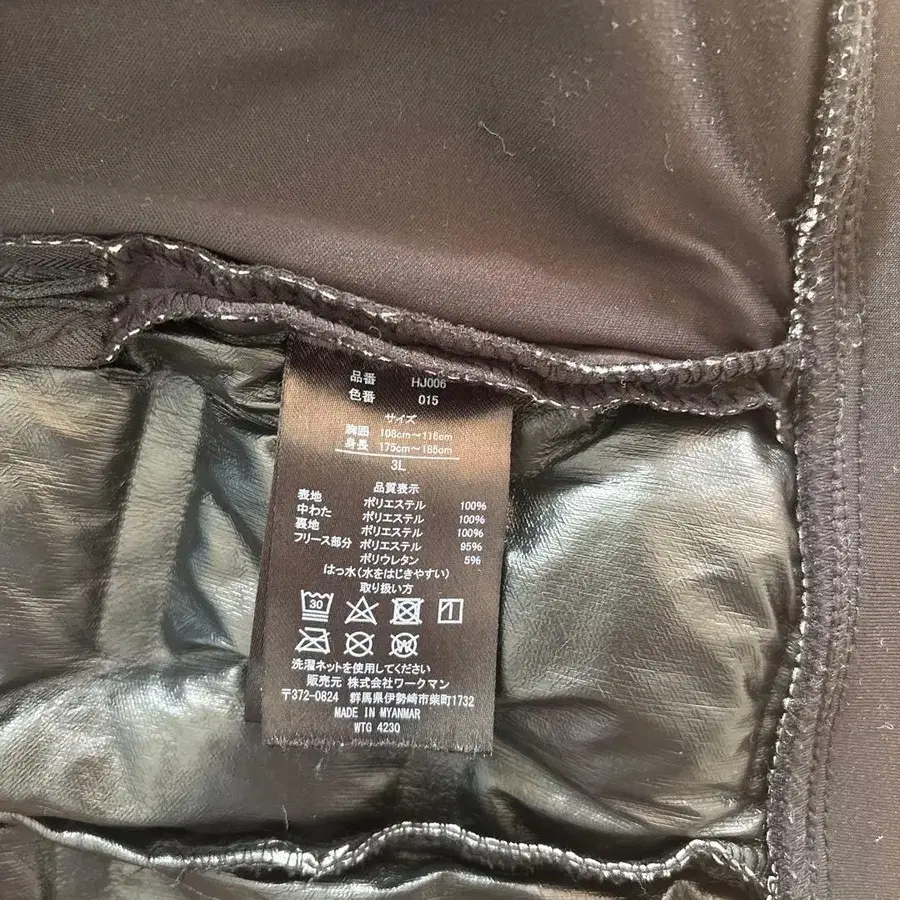 品番 HJ006
色番 015
サイズ
胸囲 108cm～116cm
身長 175cm～185cm
3L
品質表示
表地 ポリエステル 100%
中わた ポリエステル 100%
裏地 ポリエステル 100%
フリース部分 ポリエステル 95%
ポリウレタン 5%
はっ水(水をはじきやすい)
取り扱い方
30
W
洗濯ネットを使用してください
販売元 株式会社ワークマン
〒372-0824 群馬県伊勢崎市柴町1732
MADE IN MYANMAR
WTG 4230